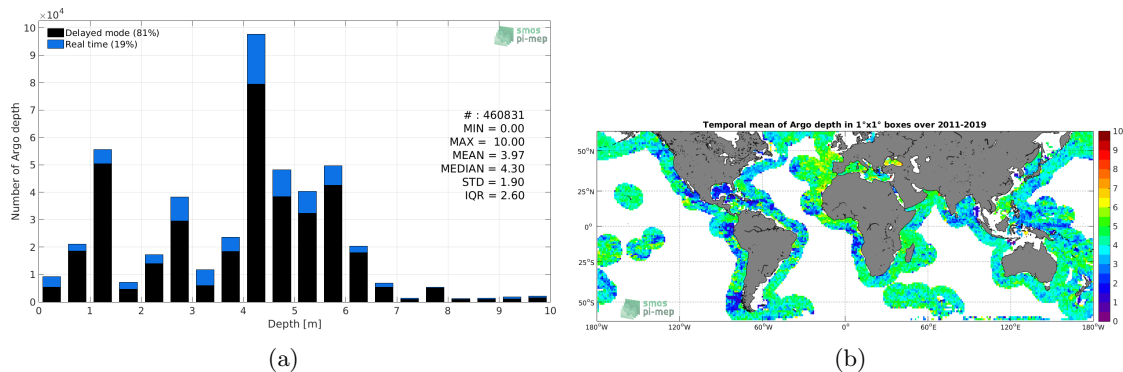 ×10⁴
10
9
8
7
6
5
4
3
2
1
0
Number of Argo depth
Delayed mode (81%)
Real time (19%)
smos
pi-mep
# : 460831
MIN = 0.00
MAX = 10.00
MEAN = 3.97
MEDIAN = 4.30
STD = 1.90
IQR = 2.60
0 1 2 3 4 5 6 7 8 9 10
Depth [m]
(a)
Temporal mean of Argo depth in 1°x1° boxes over 2011-2019
50°N
25°N
0°
25°S
50°S
smos
pi-mep
180°W 120°W 60°W 0° 60°E 120°E 180°W
10
9
8
7
6
5
4
3
2
1
0
(b)